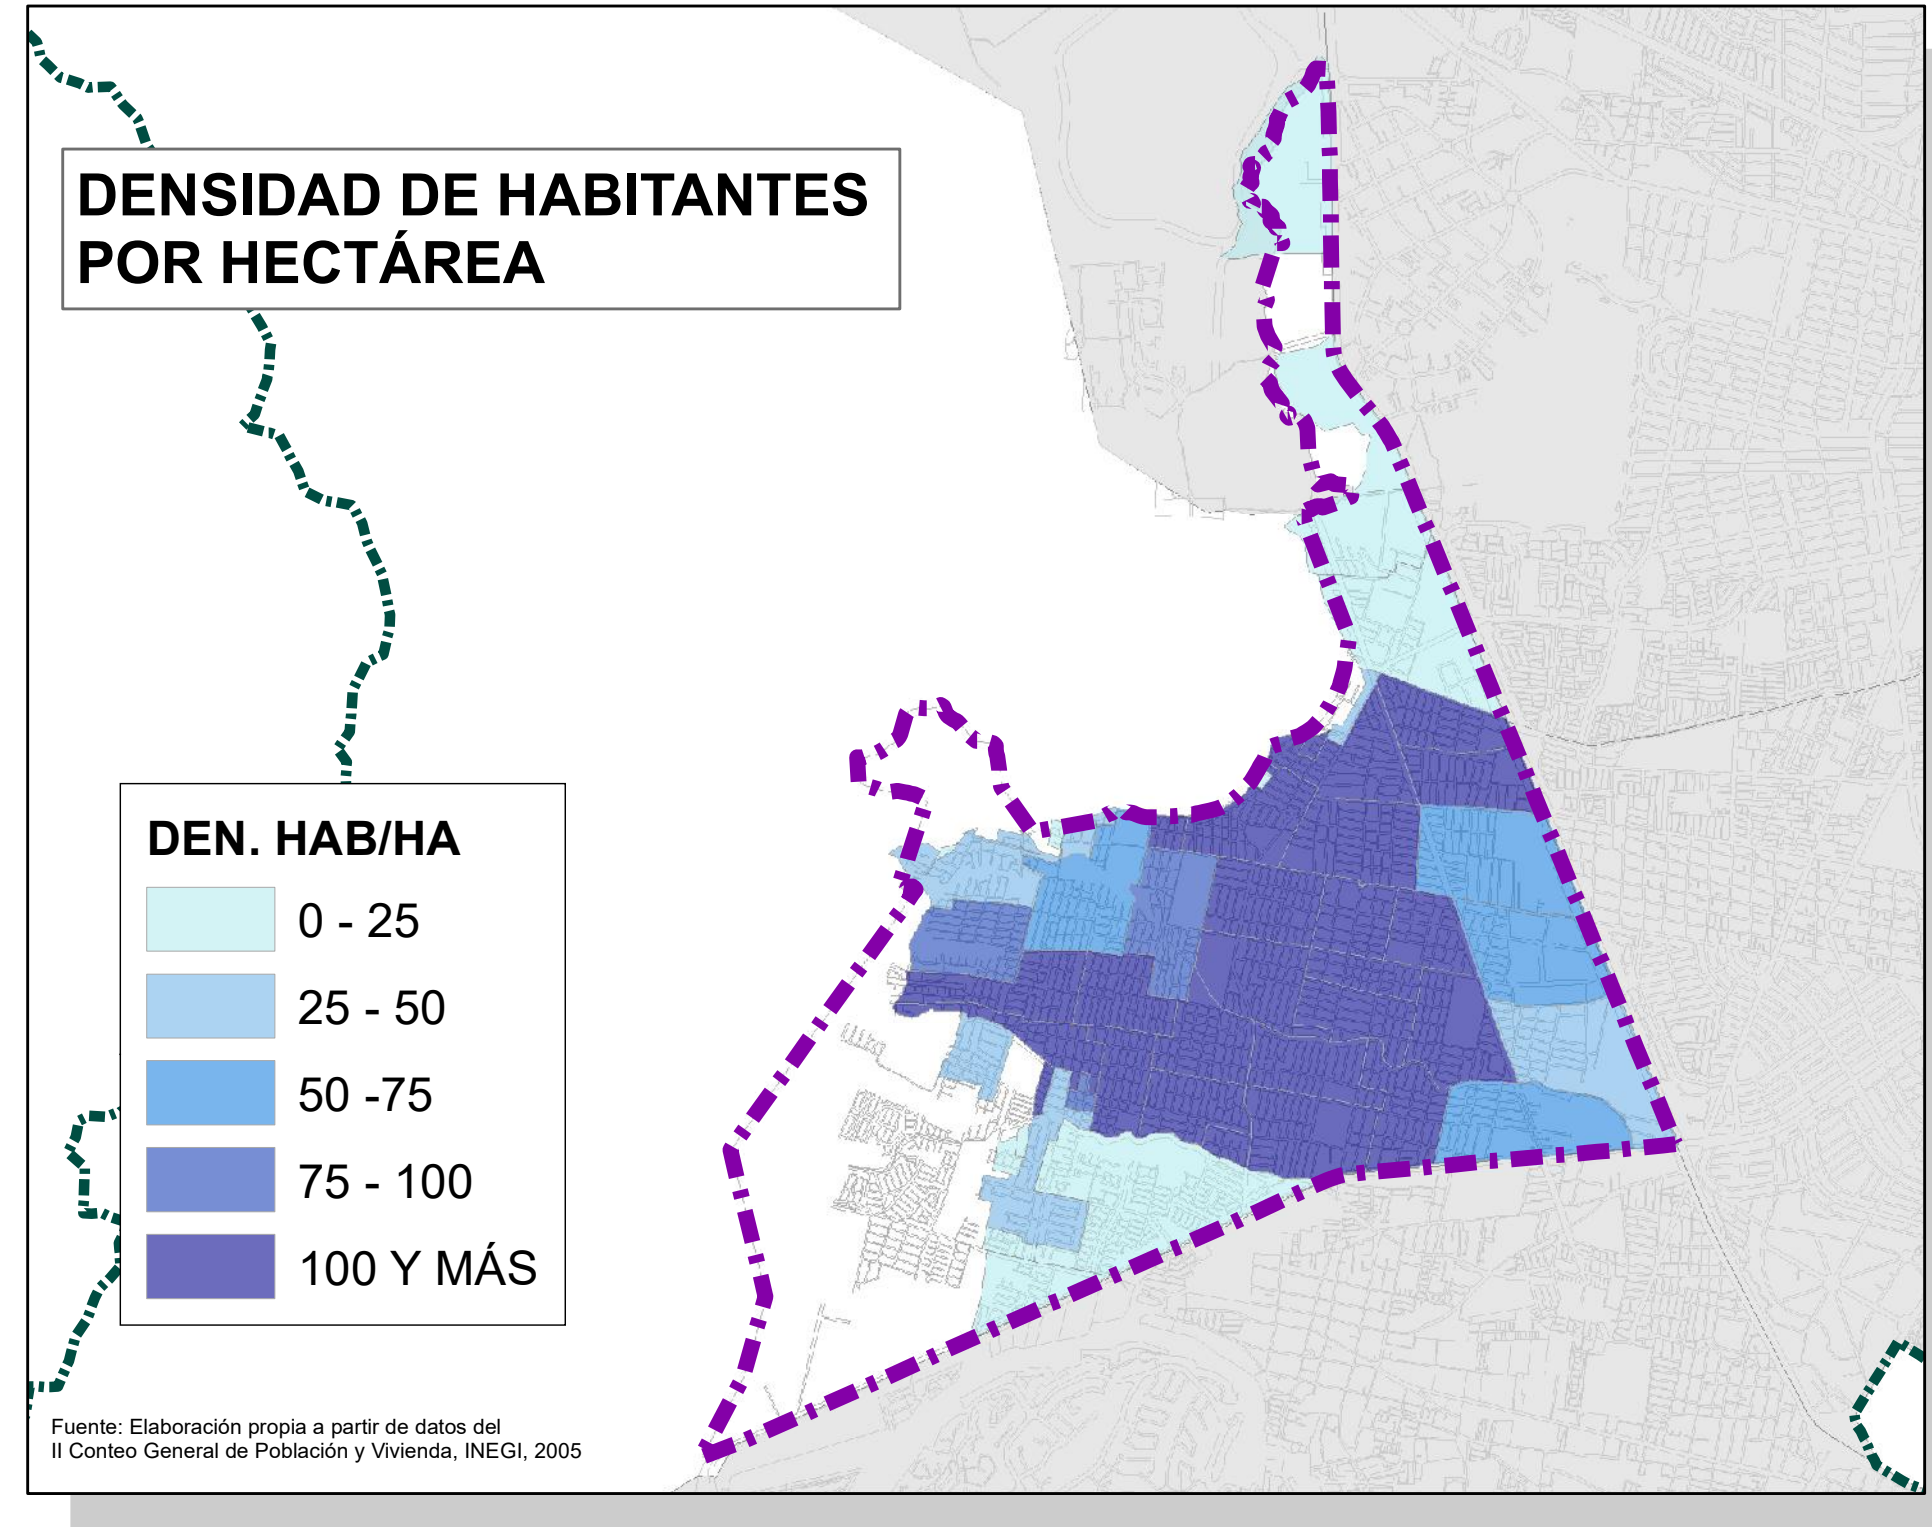 DENSIDAD DE HABITANTES
POR HECTÁREA
DEN. HAB/HA
0 - 25
25 - 50
50 -75
75 - 100
100 Y MÁS
Fuente: Elaboración propia a partir de datos del
II Conteo General de Población y Vivienda, INEGI, 2005